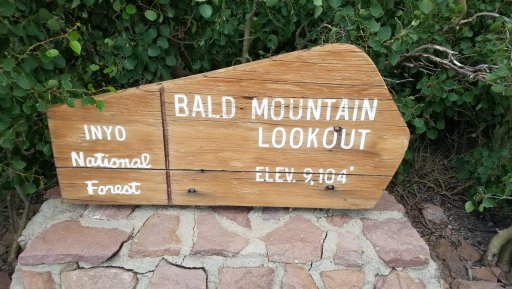 INYO
National
Forest
BALD MOUNTAIN
LOOKOUT
ELEV. 9,104'